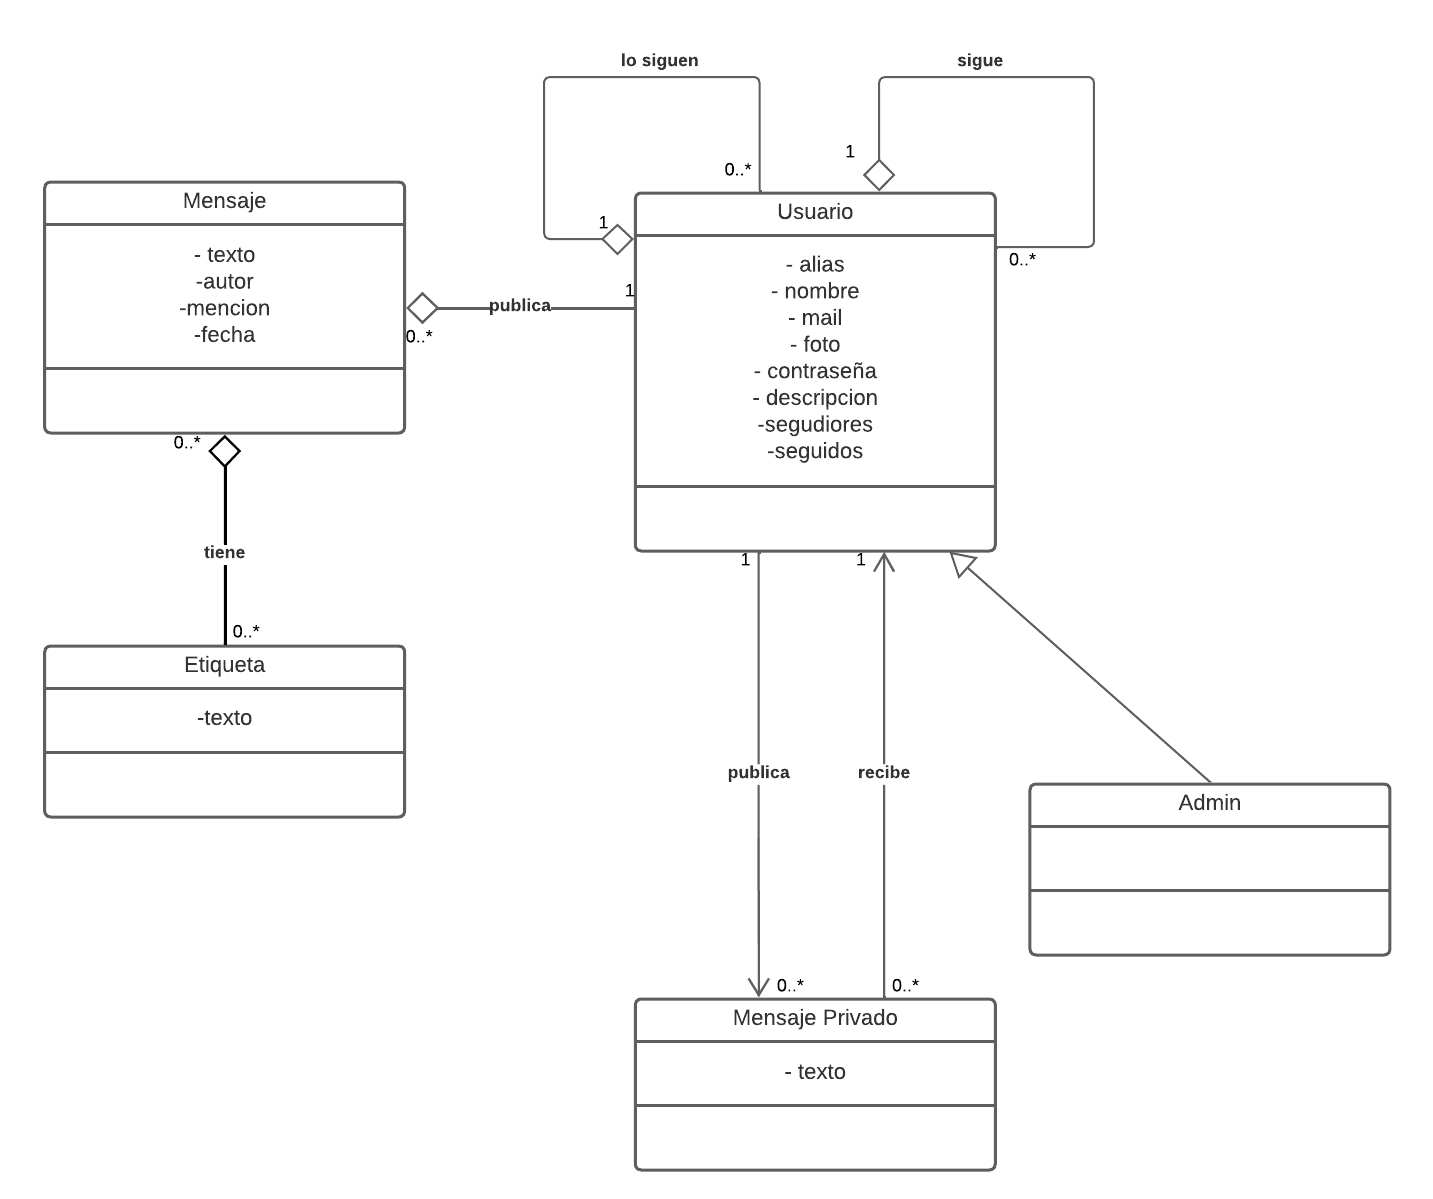 lo siguen
sigue
0..*
1
1
0..*
Mensaje
- texto
-autor
-mencion
-fecha
0..*
publica
1
Usuario
- alias
- nombre
- mail
- foto
- contraseña
- descripcion
-segudiores
-seguidos
0..*
tiene
0..*
Etiqueta
-texto
1
1
publica
recibe
0..*
0..*
Admin
Mensaje Privado
- texto